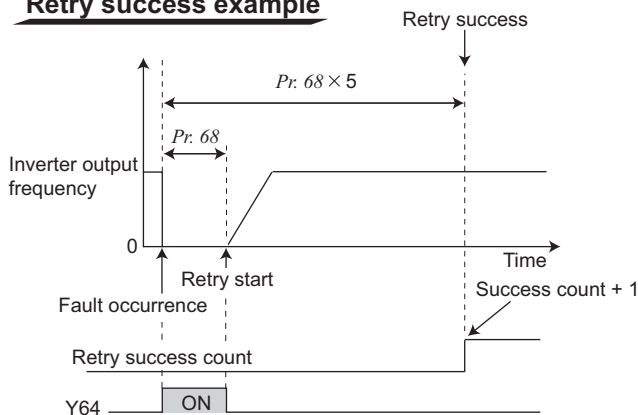 Retry success example
Retry success
Pr. 68 × 5
Pr. 68
Inverter output
frequency
0
Time
Retry start
Fault occurrence
Success count + 1
Retry success count
Y64
ON